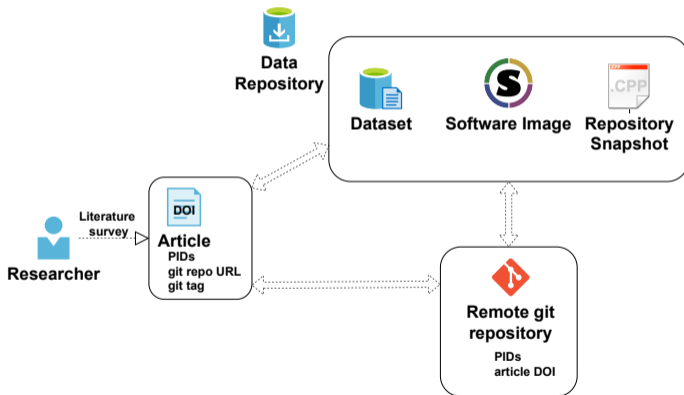 Data
Repository
S
.CPP
CPP
Dataset
Software Image
Repository
Snapshot
Literature
survey
Researcher
DOI
Article
PIDs
git repo URL
git tag
Remote git
repository
PIDs
article DOI